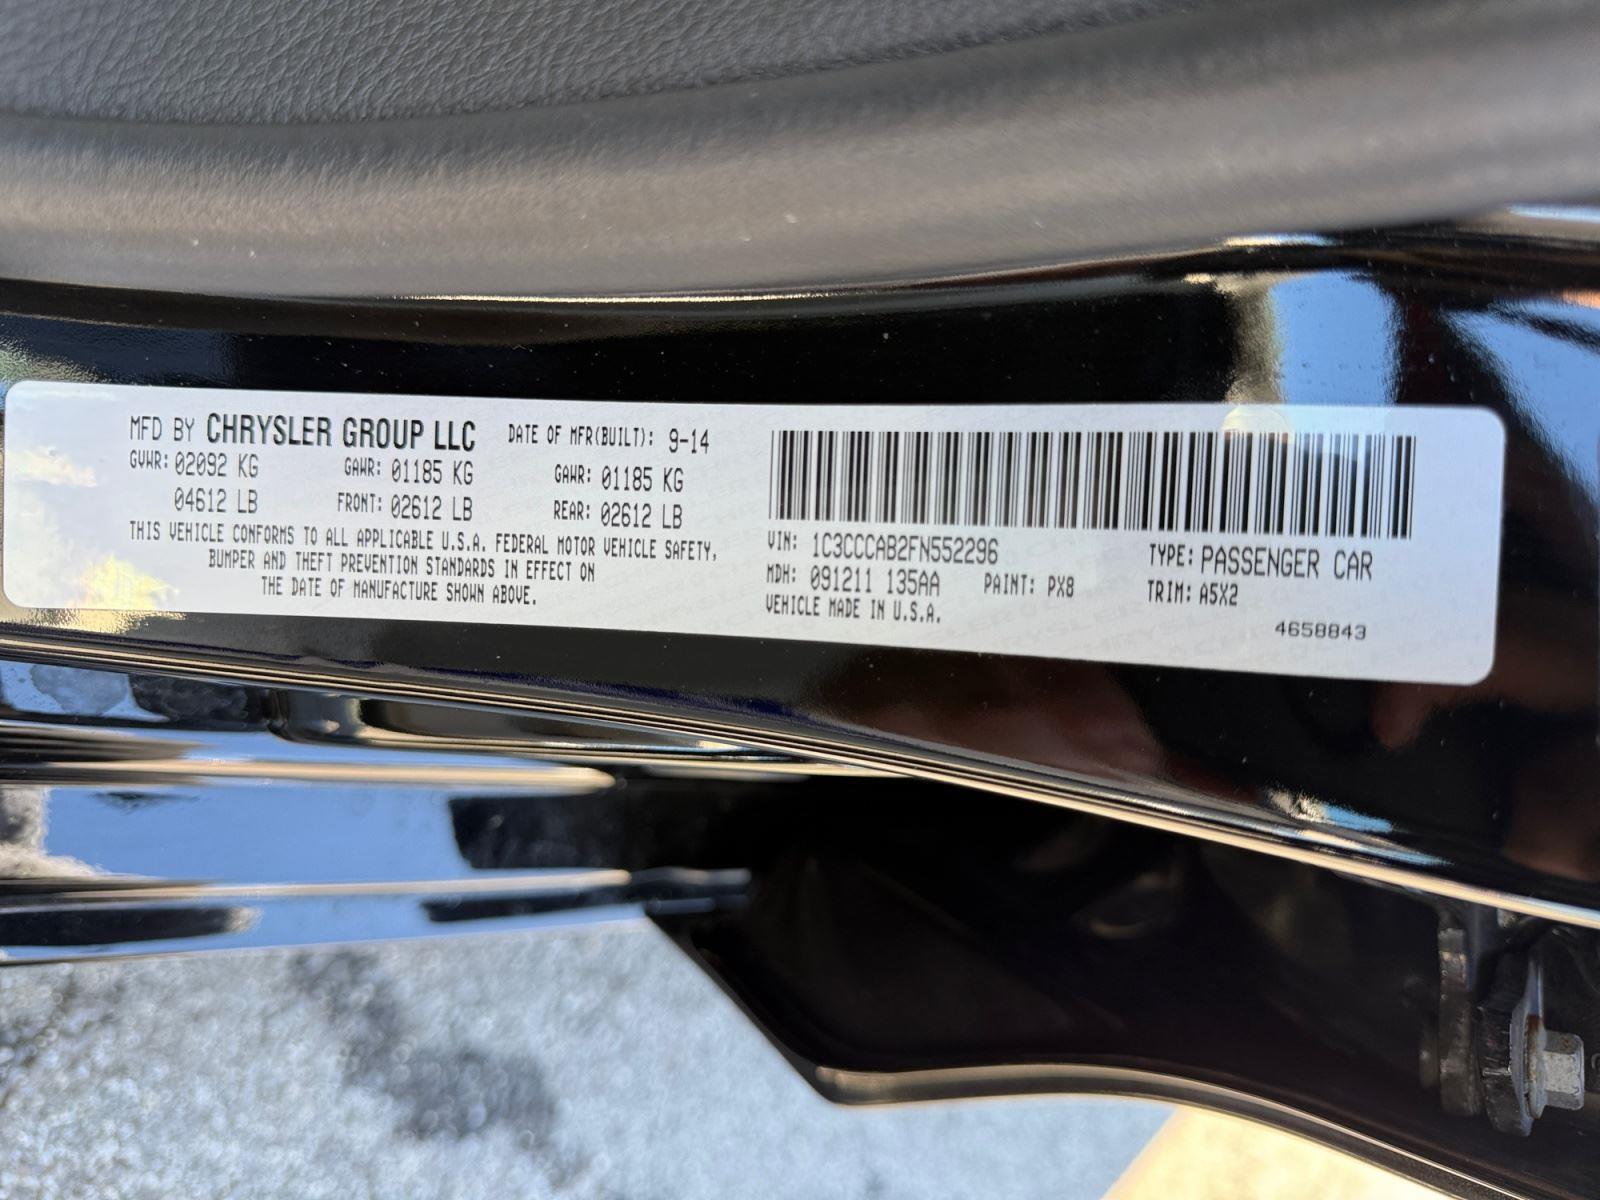 MFD BY CHRYSLER GROUP LLC DATE OF MFR(BUILT): 9-14
GVWR: 02092 KG GAWR: 01185 KG GAWR: 01185 KG
04612 LB FRONT: 02612 LB REAR: 02612 LB
THIS VEHICLE CONFORMS TO ALL APPLICABLE U.S.A. FEDERAL MOTOR VEHICLE SAFETY,
BUMPER AND THEFT PREVENTION STANDARDS IN EFFECT ON
THE DATE OF MANUFACTURE SHOWN ABOVE.
VIN: 1C3CCCAB2FN552296 TYPE: PASSENGER CAR
MDH: 091211 135AA PAINT: PX8 TRIM: A5X2
VEHICLE MADE IN U.S.A.
4658843